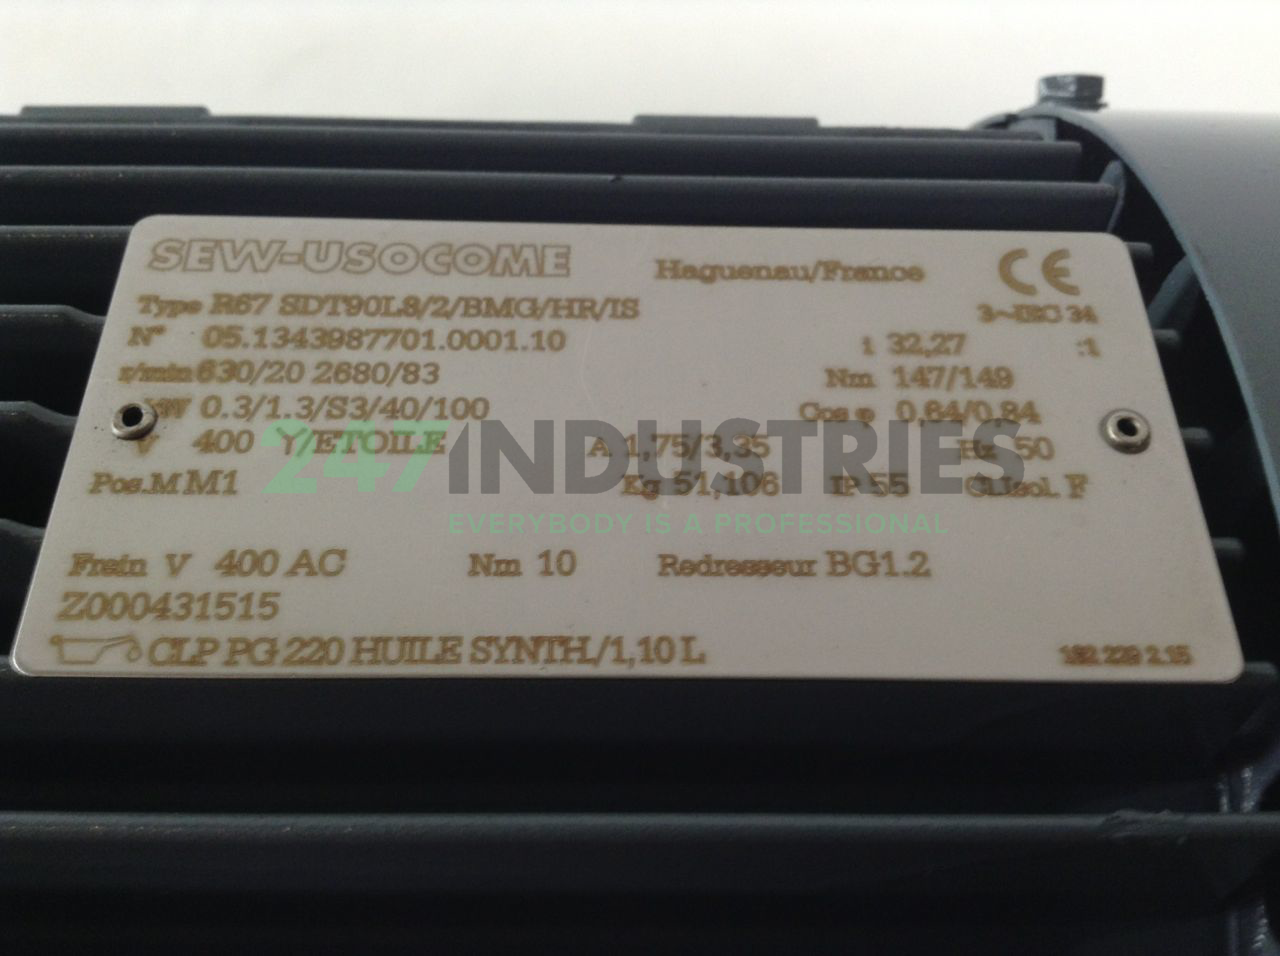 SEW-USOCOME Haguenau/France CE
Type R67 SDT90L8/2/BMG/HR/IS 3~IEC 34
N° 05.1343987701.0001.10 i 32,27 :1
r/min 630/20 2680/83 Nm 147/149
kW 0.3/1.3/S3/40/100 Cos φ 0,64/0,84
V 400 Y/ETOILE A 1,75/3,35 Hz 50
Pos.M M1 Kg 51,106 IP 55 Cl.Isol. F
247INDUSTRIES
EVERYBODY IS A PROFESSIONAL
Frein V 400 AC Nm 10 Redresseur BG1.2
Z000431515
CLP PG 220 HUILE SYNTH./1,10 L 182 229 2.15